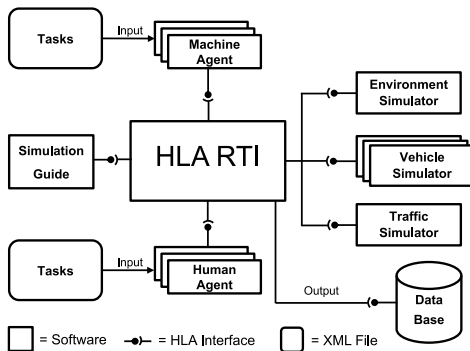 Tasks
Input
Machine
Agent
Environment
Simulator
Simulation
Guide
HLA RTI
Vehicle
Simulator
Traffic
Simulator
Tasks
Input
Human
Agent
Output
Data
Base
= Software
= HLA Interface
= XML File